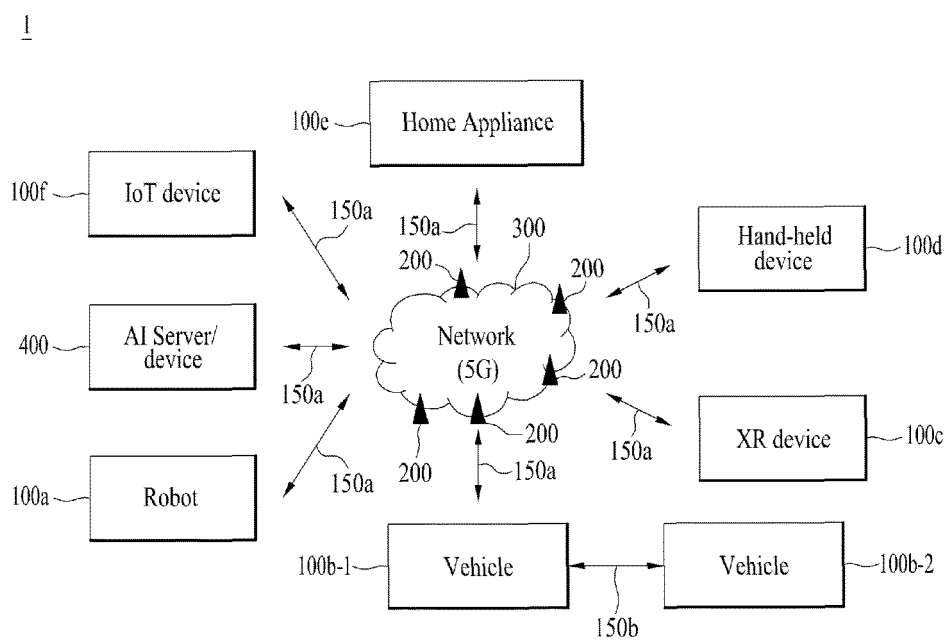 1
100e
Home Appliance
100f
IoT device
150a
150a
300
200
200
Hand-held
device
100d
150a
400
AI Server/
device
150a
Network
(5G)
200
150a
XR device
100c
200
200
150a
150a
100a
Robot
100b-1
Vehicle
Vehicle
100b-2
150b